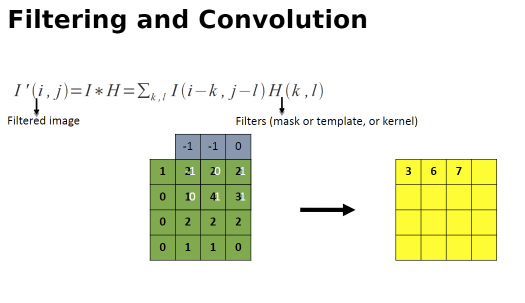 Filtering and Convolution
I'(i,j)=I∗H=∑k,l I(i−k,j−l)H(k,l)
Filtered image
Filters (mask or template, or kernel)
-1 -1 0
1 2 1 2 0 2 1 3 6 7
0 1 0 4 1 3 1
0 2 2 2
0 1 1 0